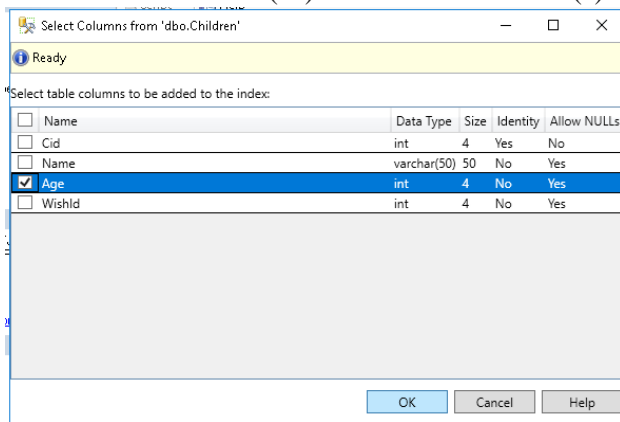 Select Columns from 'dbo.Children'
Ready
Select table columns to be added to the index:
Name Data Type Size Identity Allow NULLs
Cid int 4 Yes No
Name varchar(50) 50 No Yes
Age int 4 No Yes
WishId int 4 No Yes
OK Cancel Help